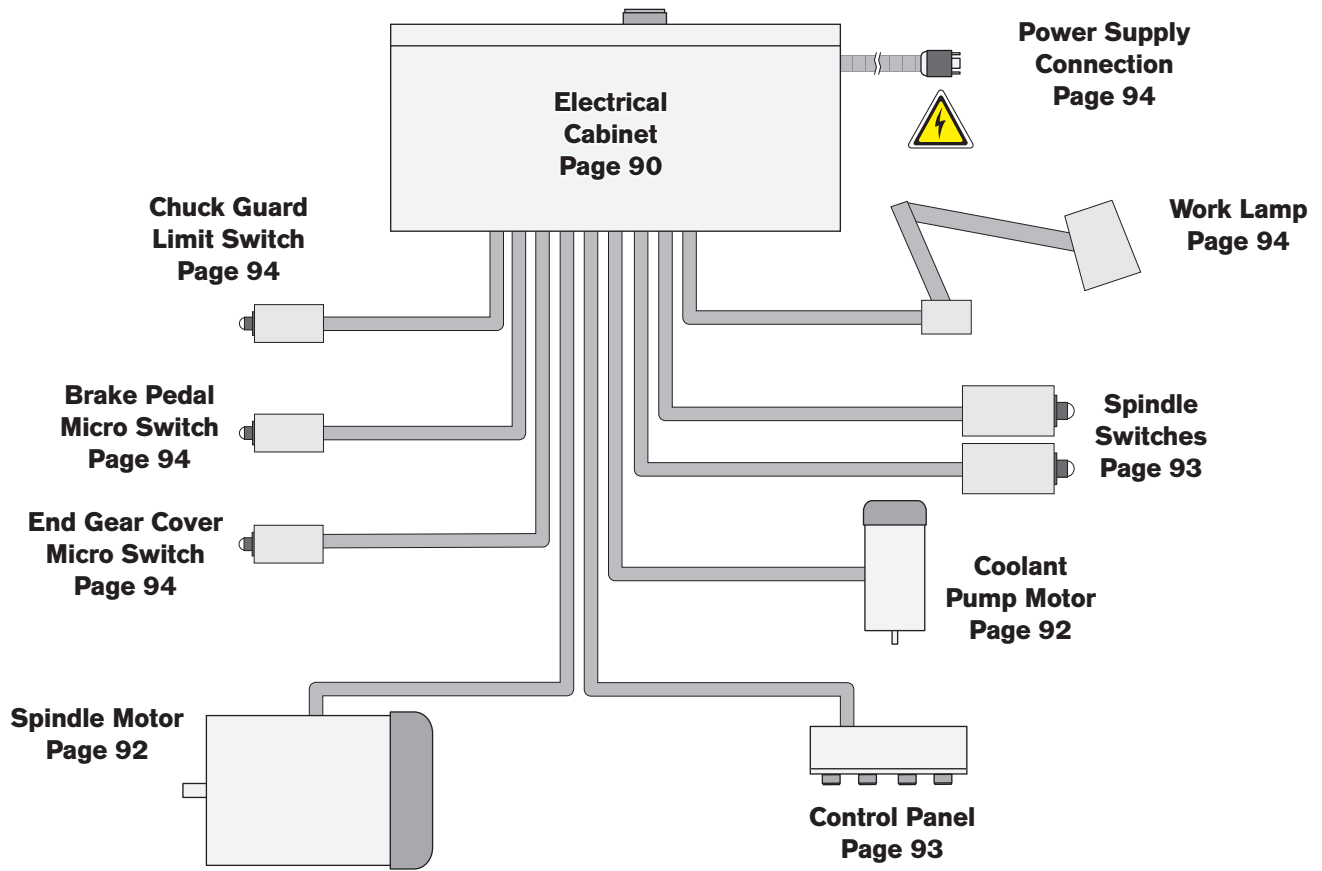 Power Supply
Connection
Page 94
Electrical
Cabinet
Page 90
Chuck Guard
Limit Switch
Page 94
Work Lamp
Page 94
Brake Pedal
Micro Switch
Page 94
Spindle
Switches
Page 93
End Gear Cover
Micro Switch
Page 94
Coolant
Pump Motor
Page 92
Spindle Motor
Page 92
Control Panel
Page 93